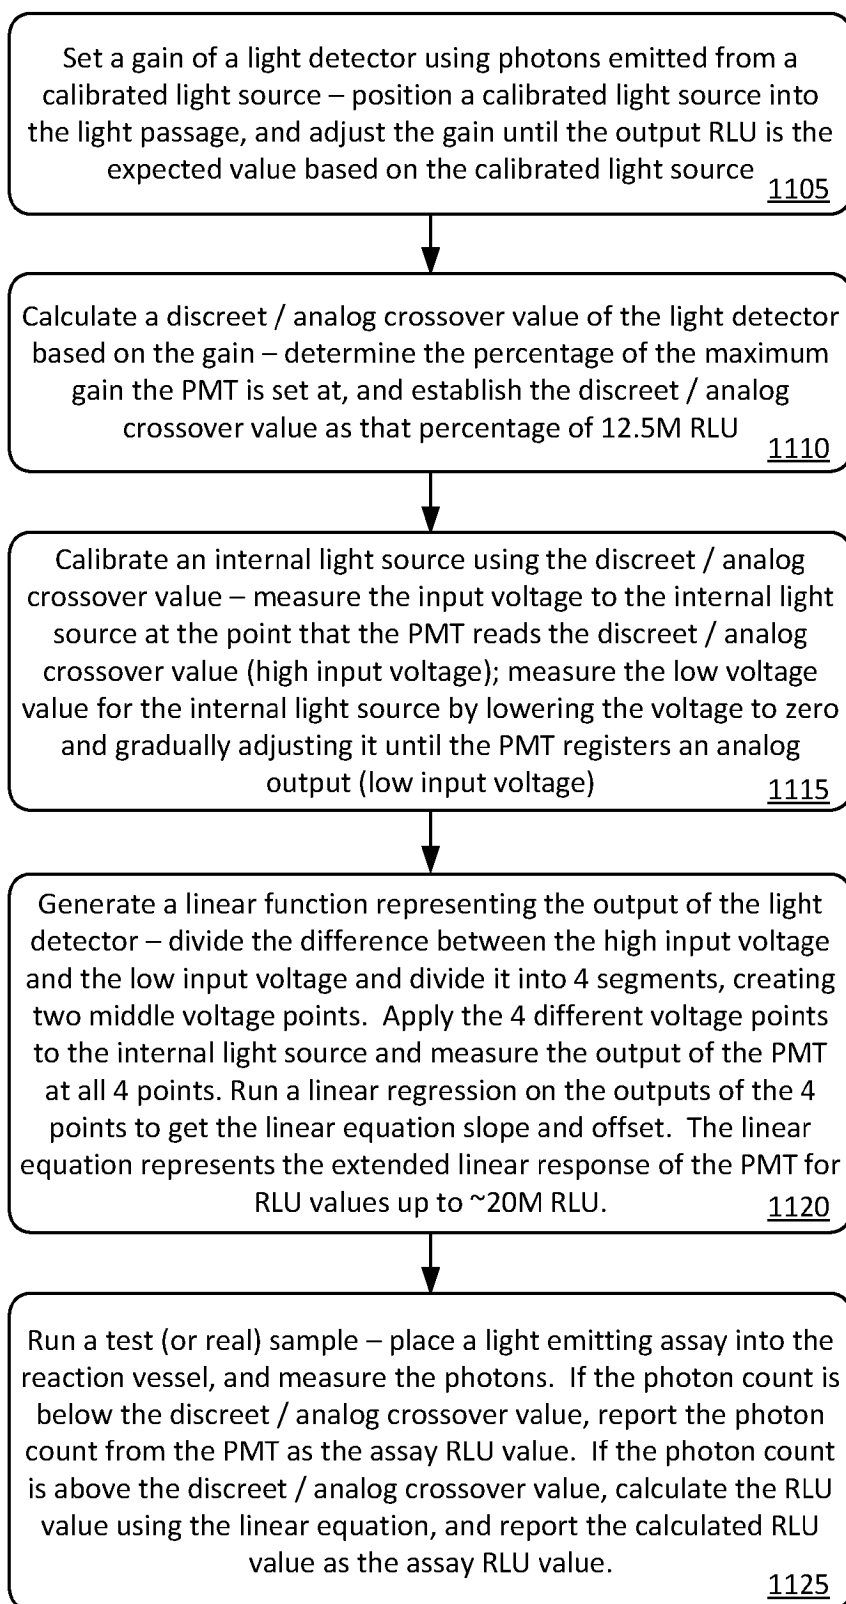 Set a gain of a light detector using photons emitted from a
calibrated light source – position a calibrated light source into
the light passage, and adjust the gain until the output RLU is the
expected value based on the calibrated light source
1105
Calculate a discreet / analog crossover value of the light detector
based on the gain – determine the percentage of the maximum
gain the PMT is set at, and establish the discreet / analog
crossover value as that percentage of 12.5M RLU
1110
Calibrate an internal light source using the discreet / analog
crossover value – measure the input voltage to the internal light
source at the point that the PMT reads the discreet / analog
crossover value (high input voltage); measure the low voltage
value for the internal light source by lowering the voltage to zero
and gradually adjusting it until the PMT registers an analog
output (low input voltage)
1115
Generate a linear function representing the output of the light
detector – divide the difference between the high input voltage
and the low input voltage and divide it into 4 segments, creating
two middle voltage points.  Apply the 4 different voltage points
to the internal light source and measure the output of the PMT
at all 4 points. Run a linear regression on the outputs of the 4
points to get the linear equation slope and offset.  The linear
equation represents the extended linear response of the PMT for
RLU values up to ~20M RLU.
1120
Run a test (or real) sample – place a light emitting assay into the
reaction vessel, and measure the photons.  If the photon count is
below the discreet / analog crossover value, report the photon
count from the PMT as the assay RLU value.  If the photon count
is above the discreet / analog crossover value, calculate the RLU
value using the linear equation, and report the calculated RLU
value as the assay RLU value.
1125